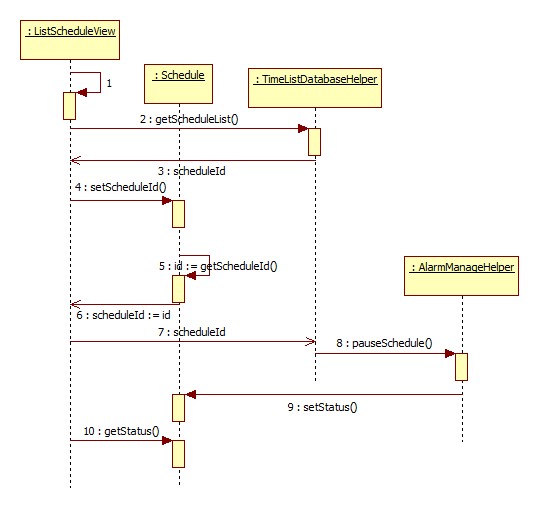 : ListScheduleView
1
: Schedule
: TimeListDatabaseHelper
2 : getScheduleList()
3 : scheduleId
4 : setScheduleId()
5 : id := getScheduleId()
: AlarmManageHelper
6 : scheduleId := id
7 : scheduleId
8 : pauseSchedule()
9 : setStatus()
10 : getStatus()